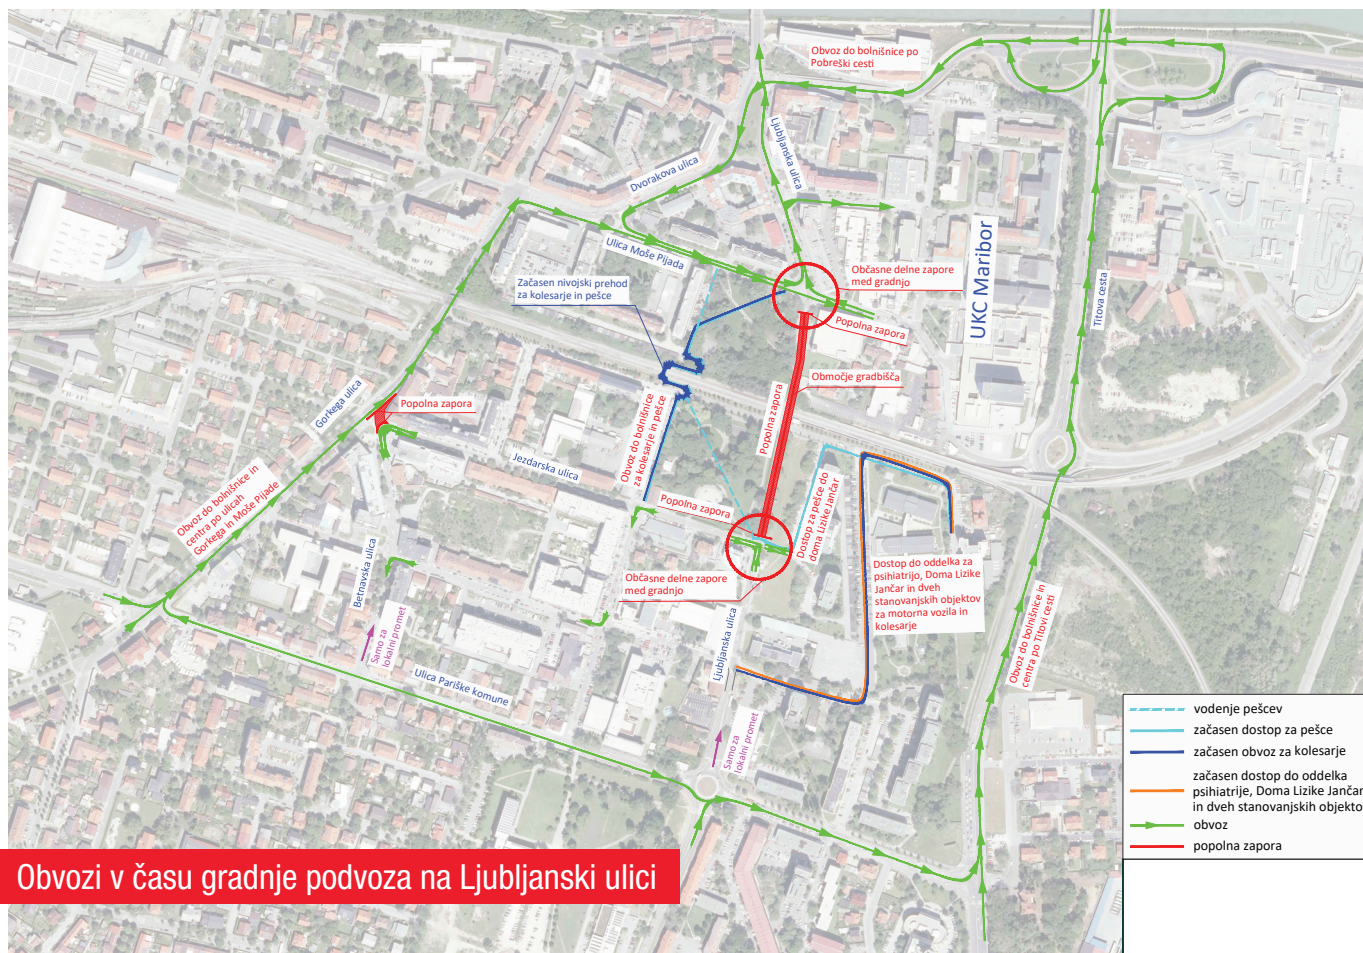 Obvoz do bolnišnice po
Pobreški cesti
Ljubljanska ulica
Dvorakova ulica
Ulica Moše Pijada
UKC Maribor
Titova cesta
Občasne delne zapore
med gradnjo
Začasen nivojski prehod
za kolesarje in pešce
Popolna zapora
Območje gradbišča
Popolna zapora
Gorkega ulica
Popolna zapora
Obvoz do bolnišnice
za kolesarje in pešce
Jezdarska ulica
Obvoz do bolnišnice in
centra po ulicah
Gorkega in Moše Pijade
Popolna zapora
Dostop za pešce do
doma Lizike Jančar
Betnavska ulica
Občasne delne zapore
med gradnjo
Dostop do oddelka za
psihiatrijo, Doma Lizike
Jančar in dveh
stanovanjskih objektov
za motorna vozila in
kolesarje
Samo za
lokalni promet
Ljubljanska ulica
Obvoz do bolnišnice in
centra po Titovi cesti
Ulica Pariške komune
Samo za
lokalni promet
vodenje pešcev
začasen dostop za pešce
začasen obvoz za kolesarje
začasen dostop do oddelka
psihiatrije, Doma Lizike Jančar
in dveh stanovanjskih objekto
obvoz
popolna zapora
Obvozi v času gradnje podvoza na Ljubljanski ulici